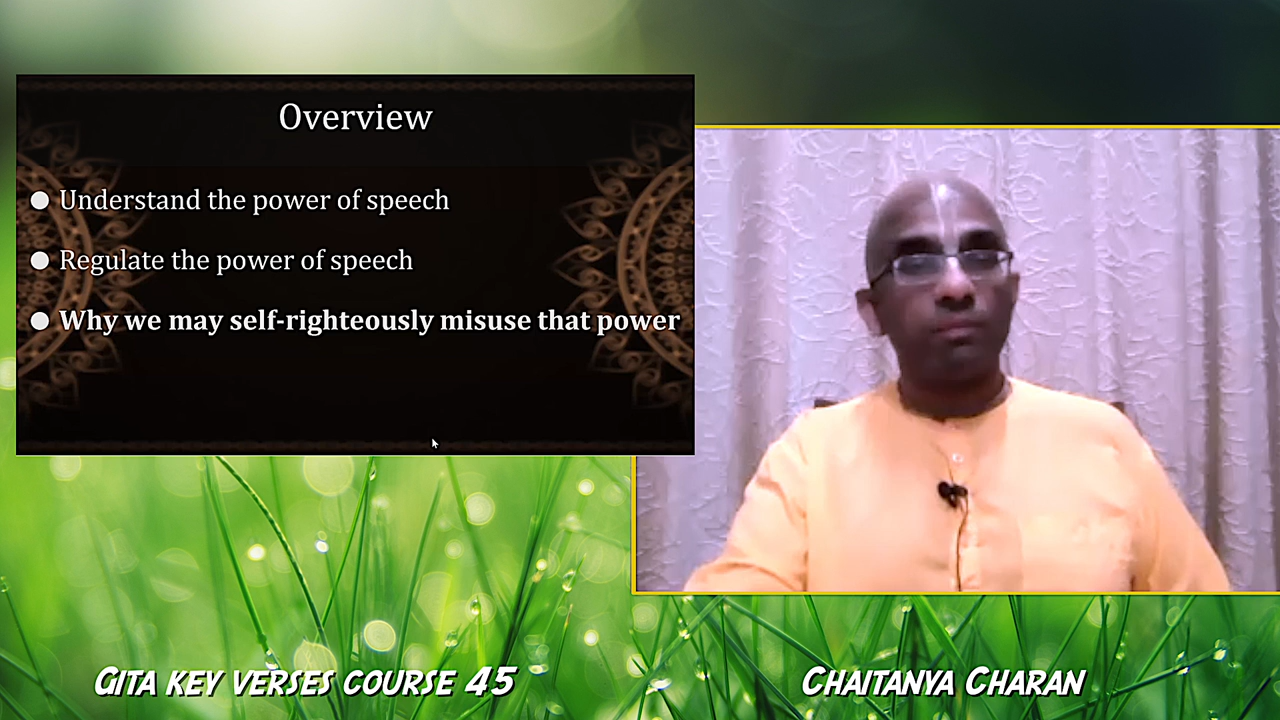 Overview
Understand the power of speech
Regulate the power of speech
Why we may self-righteously misuse that power
GITA KEY VERSES COURSE 45
CHAITANYA CHARAN